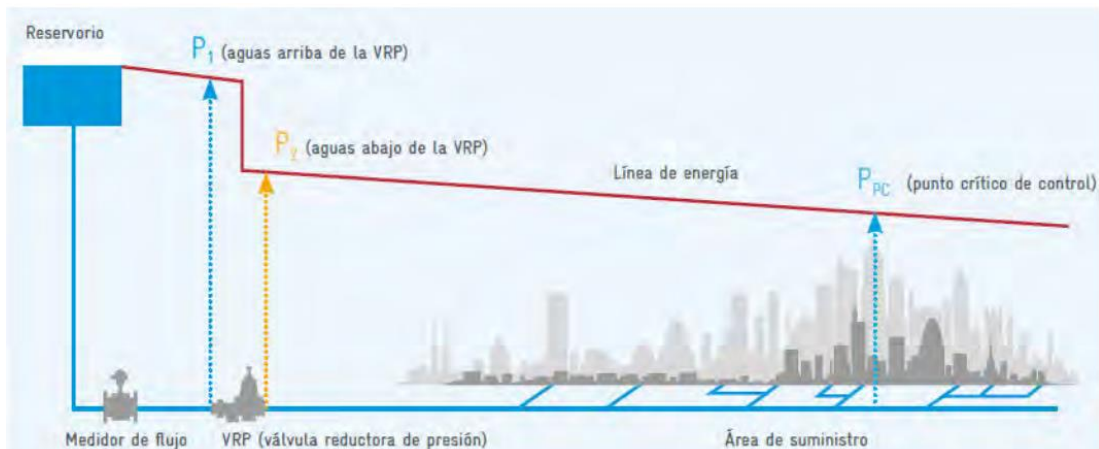 Reservorio
P1 (aguas arriba de la VRP)
P2 (aguas abajo de la VRP)
Línea de energía
PPC (punto crítico de control)
Medidor de flujo
VRP (válvula reductora de presión)
Área de suministro